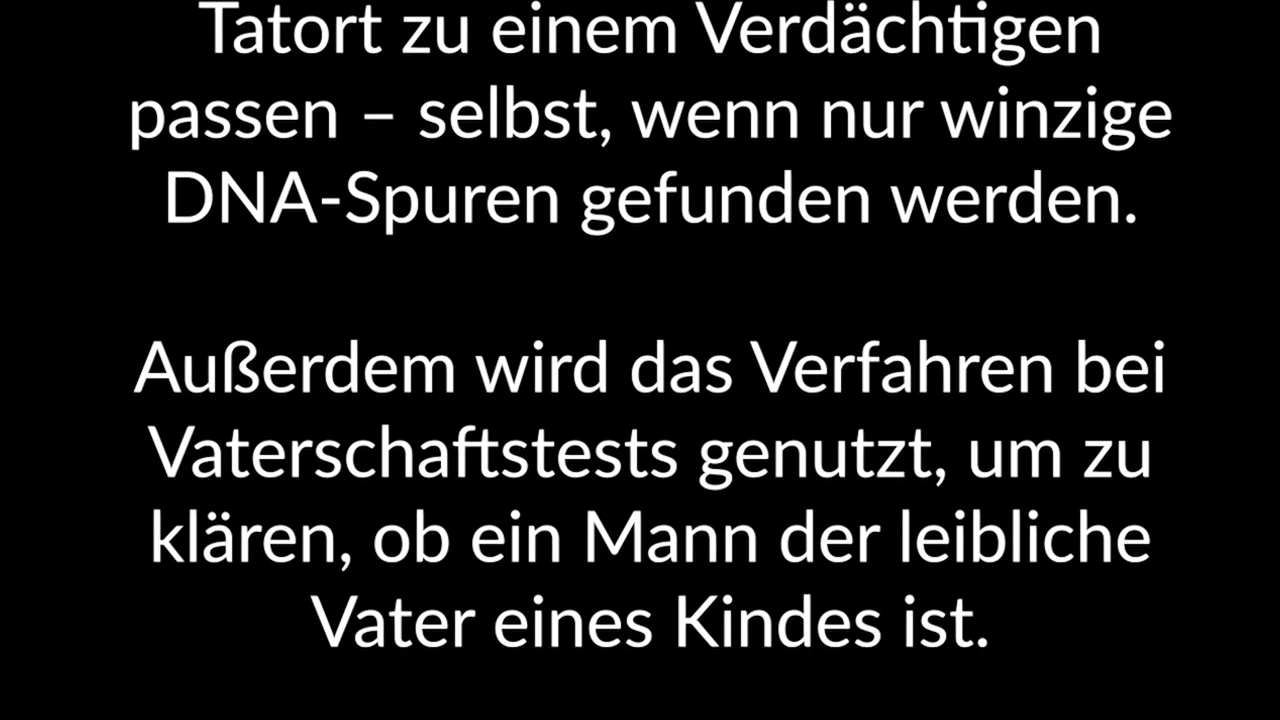 Tatort zu einem Verdächtigen
passen – selbst, wenn nur winzige
DNA-Spuren gefunden werden.
Außerdem wird das Verfahren bei
Vaterschaftstests genutzt, um zu
klären, ob ein Mann der leibliche
Vater eines Kindes ist.